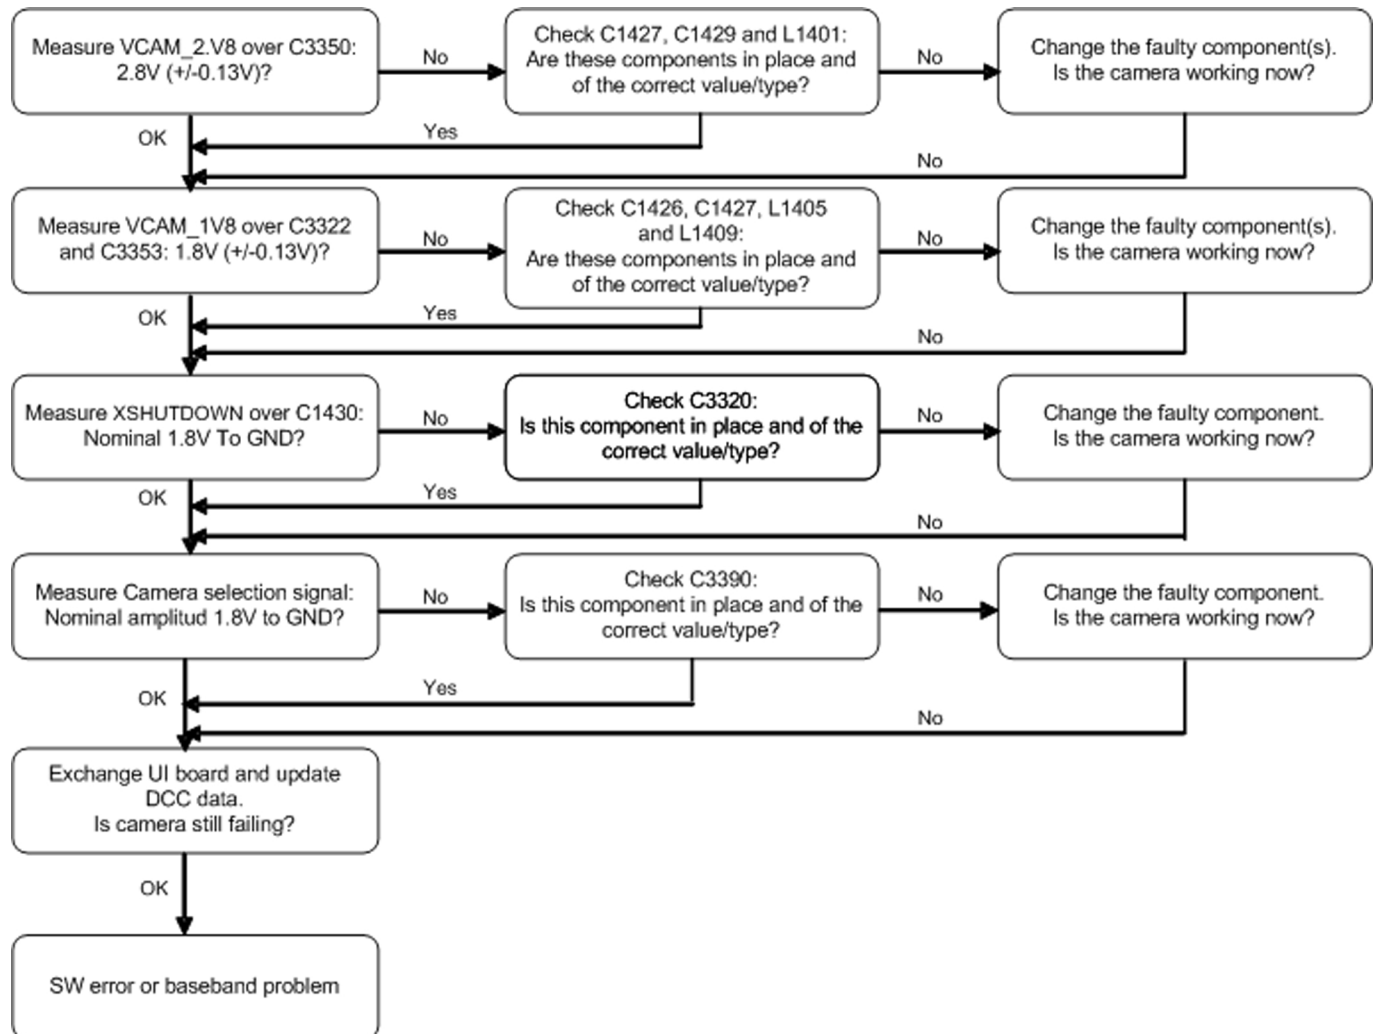 Measure VCAM_2.V8 over C3350:
2.8V (+/-0.13V)?
No
Check C1427, C1429 and L1401:
Are these components in place and
of the correct value/type?
No
Change the faulty component(s).
Is the camera working now?
OK
Yes
No
Measure VCAM_1V8 over C3322
and C3353: 1.8V (+/-0.13V)?
No
Check C1426, C1427, L1405
and L1409:
Are these components in place and
of the correct value/type?
No
Change the faulty component(s).
Is the camera working now?
OK
Yes
No
Measure XSHUTDOWN over C1430:
Nominal 1.8V To GND?
No
Check C3320:
Is this component in place and of the
correct value/type?
No
Change the faulty component.
Is the camera working now?
OK
Yes
No
Measure Camera selection signal:
Nominal amplitud 1.8V to GND?
No
Check C3390:
Is this component in place and of the
correct value/type?
No
Change the faulty component.
Is the camera working now?
OK
Yes
No
Exchange UI board and update
DCC data.
Is camera still failing?
OK
SW error or baseband problem